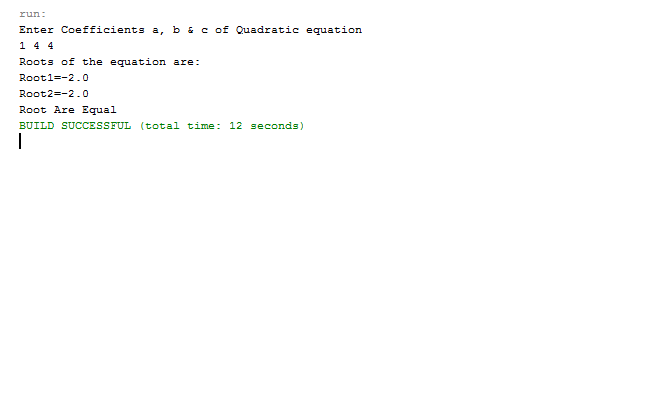 run:
Enter Coefficients a, b & c of Quadratic equation
1 4 4
Roots of the equation are:
Root1=-2.0
Root2=-2.0
Root Are Equal
BUILD SUCCESSFUL (total time: 12 seconds)